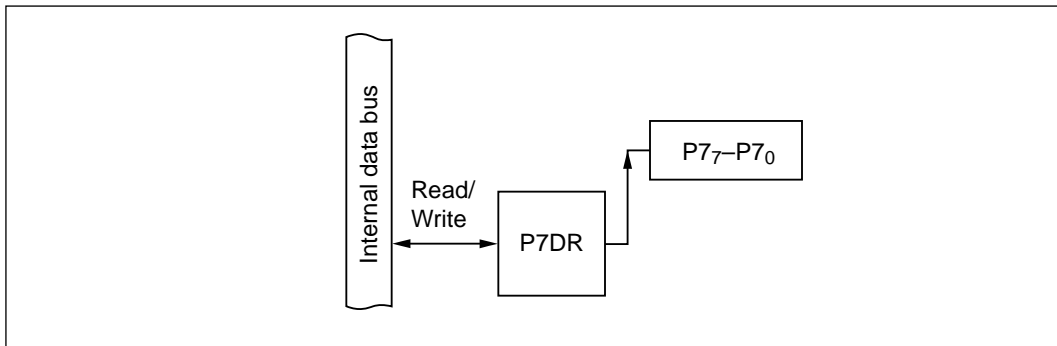 Internal data bus
Read/
Write
P7DR
P7₇–P7₀